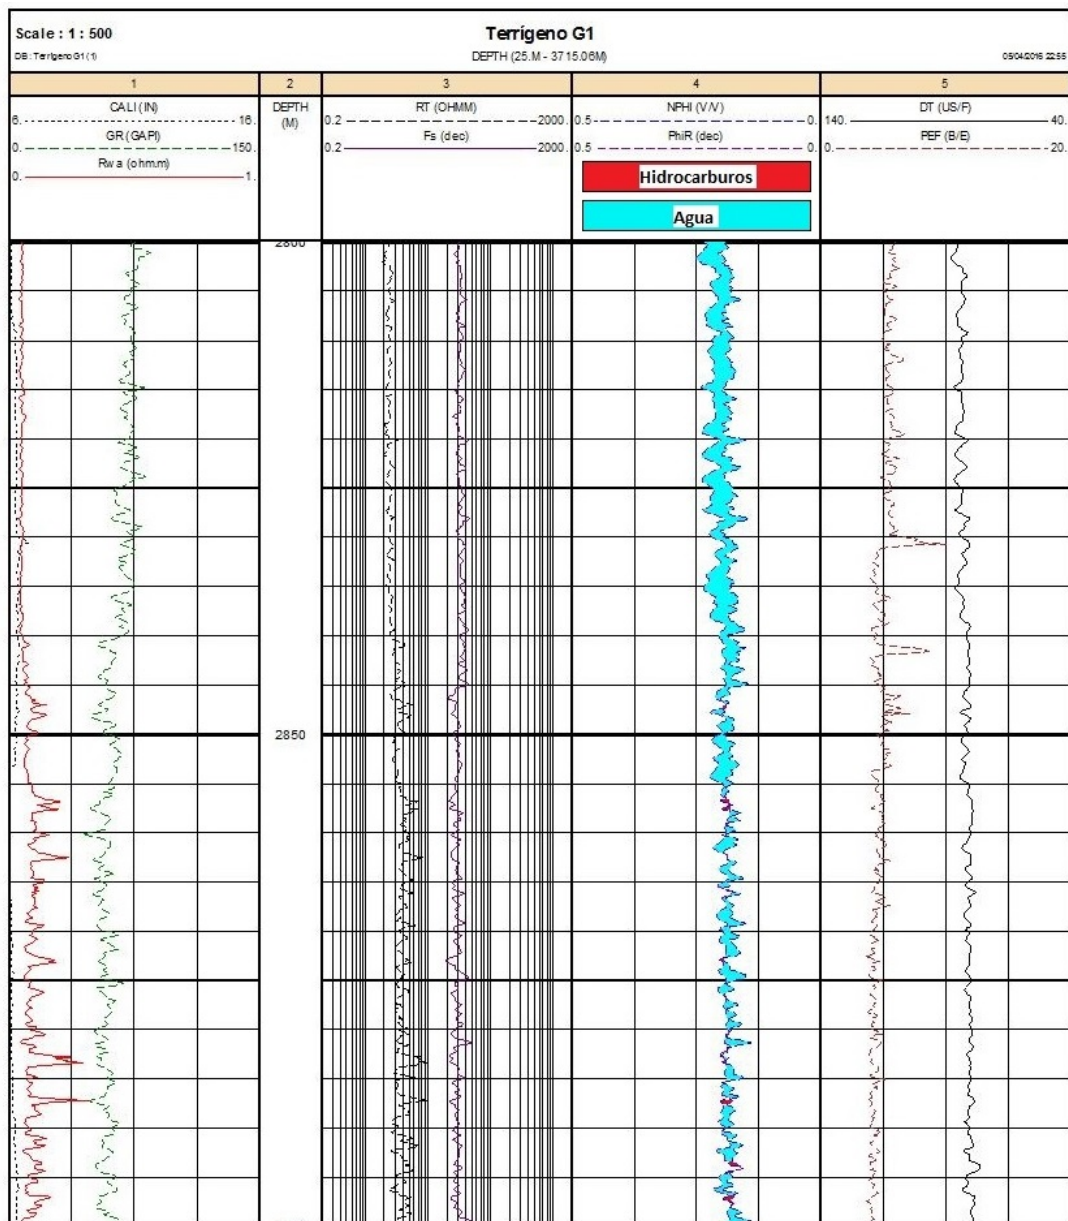 Scale : 1 : 500
Terrígeno G1
DB : TerrigenoG1 (1)
DEPTH (25.M - 3715.06M)
05/04/2016 22:55
1 2 3 4 5
CALI (IN)
6. 16.
GR (GAPI)
0. 150.
Rwa (ohm.m)
0. 1.
DEPTH
(M)
RT (OHMM)
0.2 2000.
Fs (dec)
0.2 2000.
NPHI (V/V)
0.5 0.
PhiR (dec)
0.5 0.
Hidrocarburos
Agua
DT (US/F)
140. 40.
PEF (B/E)
0. 20.
2800
2850